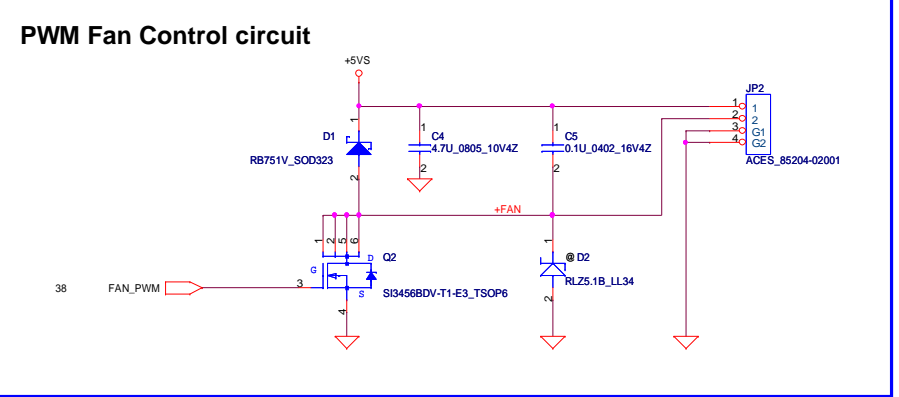 PWM Fan Control circuit
+5VS
JP2
1
1
2
2
3
G1
4
G2
ACES_85204-02001
1
D1
RB751V_SOD323
2
1
C4
4.7U_0805_10V4Z
2
1
C5
0.1U_0402_16V4Z
2
+FAN
1
2
5
6
D
Q2
G
S
3
4
SI3456BDV-T1-E3_TSOP6
1
@ D2
RLZ5.1B_LL34
2
38
FAN_PWM